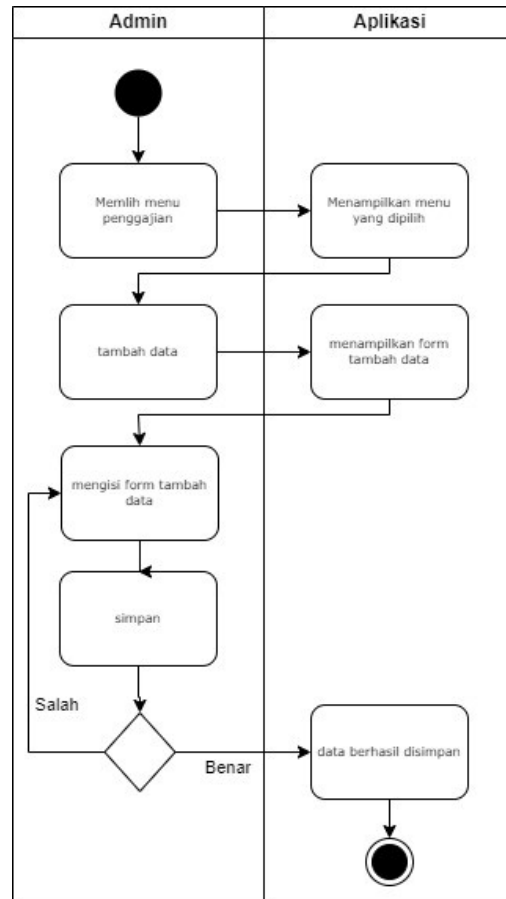 Admin
Aplikasi
Memlih menu
penggajian
Menampilkan menu
yang dipilih
tambah data
menampilkan form
tambah data
mengisi form tambah
data
simpan
Salah
Benar
data berhasil disimpan